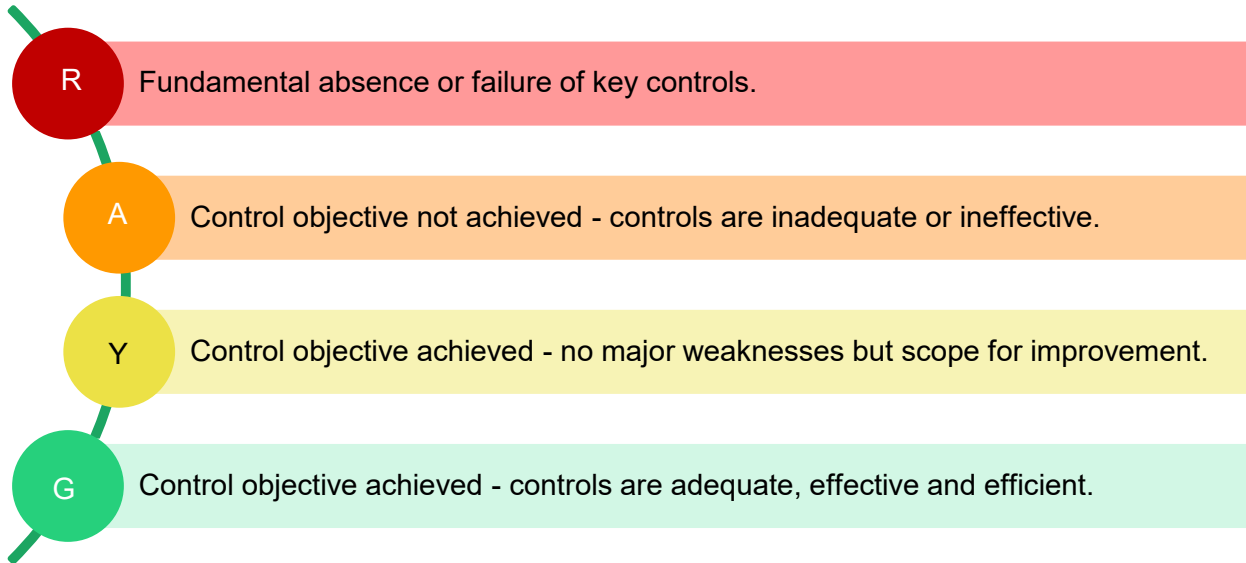 R
Fundamental absence or failure of key controls.
A
Control objective not achieved - controls are inadequate or ineffective.
Y
Control objective achieved - no major weaknesses but scope for improvement.
G
Control objective achieved - controls are adequate, effective and efficient.